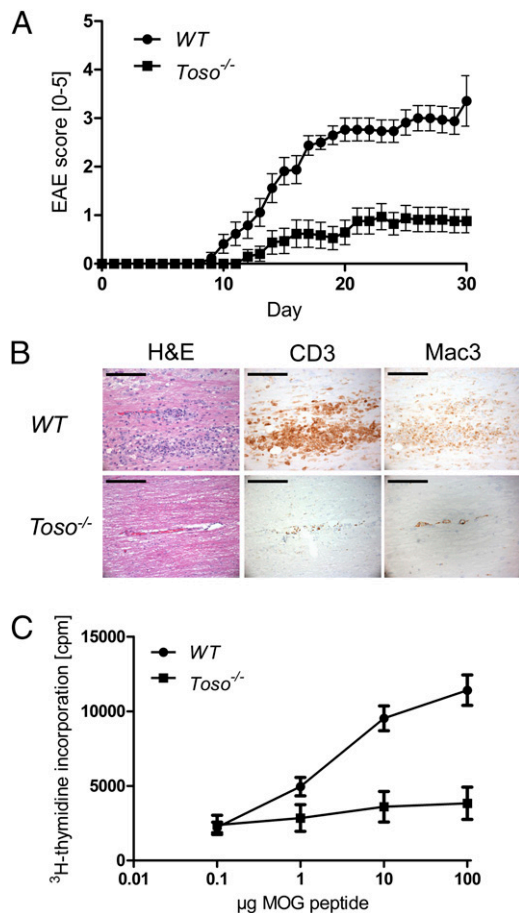 A
WT
Toso-/-
EAE score [0-5]
5
4
3
2
1
0
0 10 20 30
Day
B
H&E CD3 Mac3
WT
Toso-/-
C
WT
Toso-/-
³H-thymidine incorporation [cpm]
15000
10000
5000
0
0.01 0.1 1 10 100
µg MOG peptide